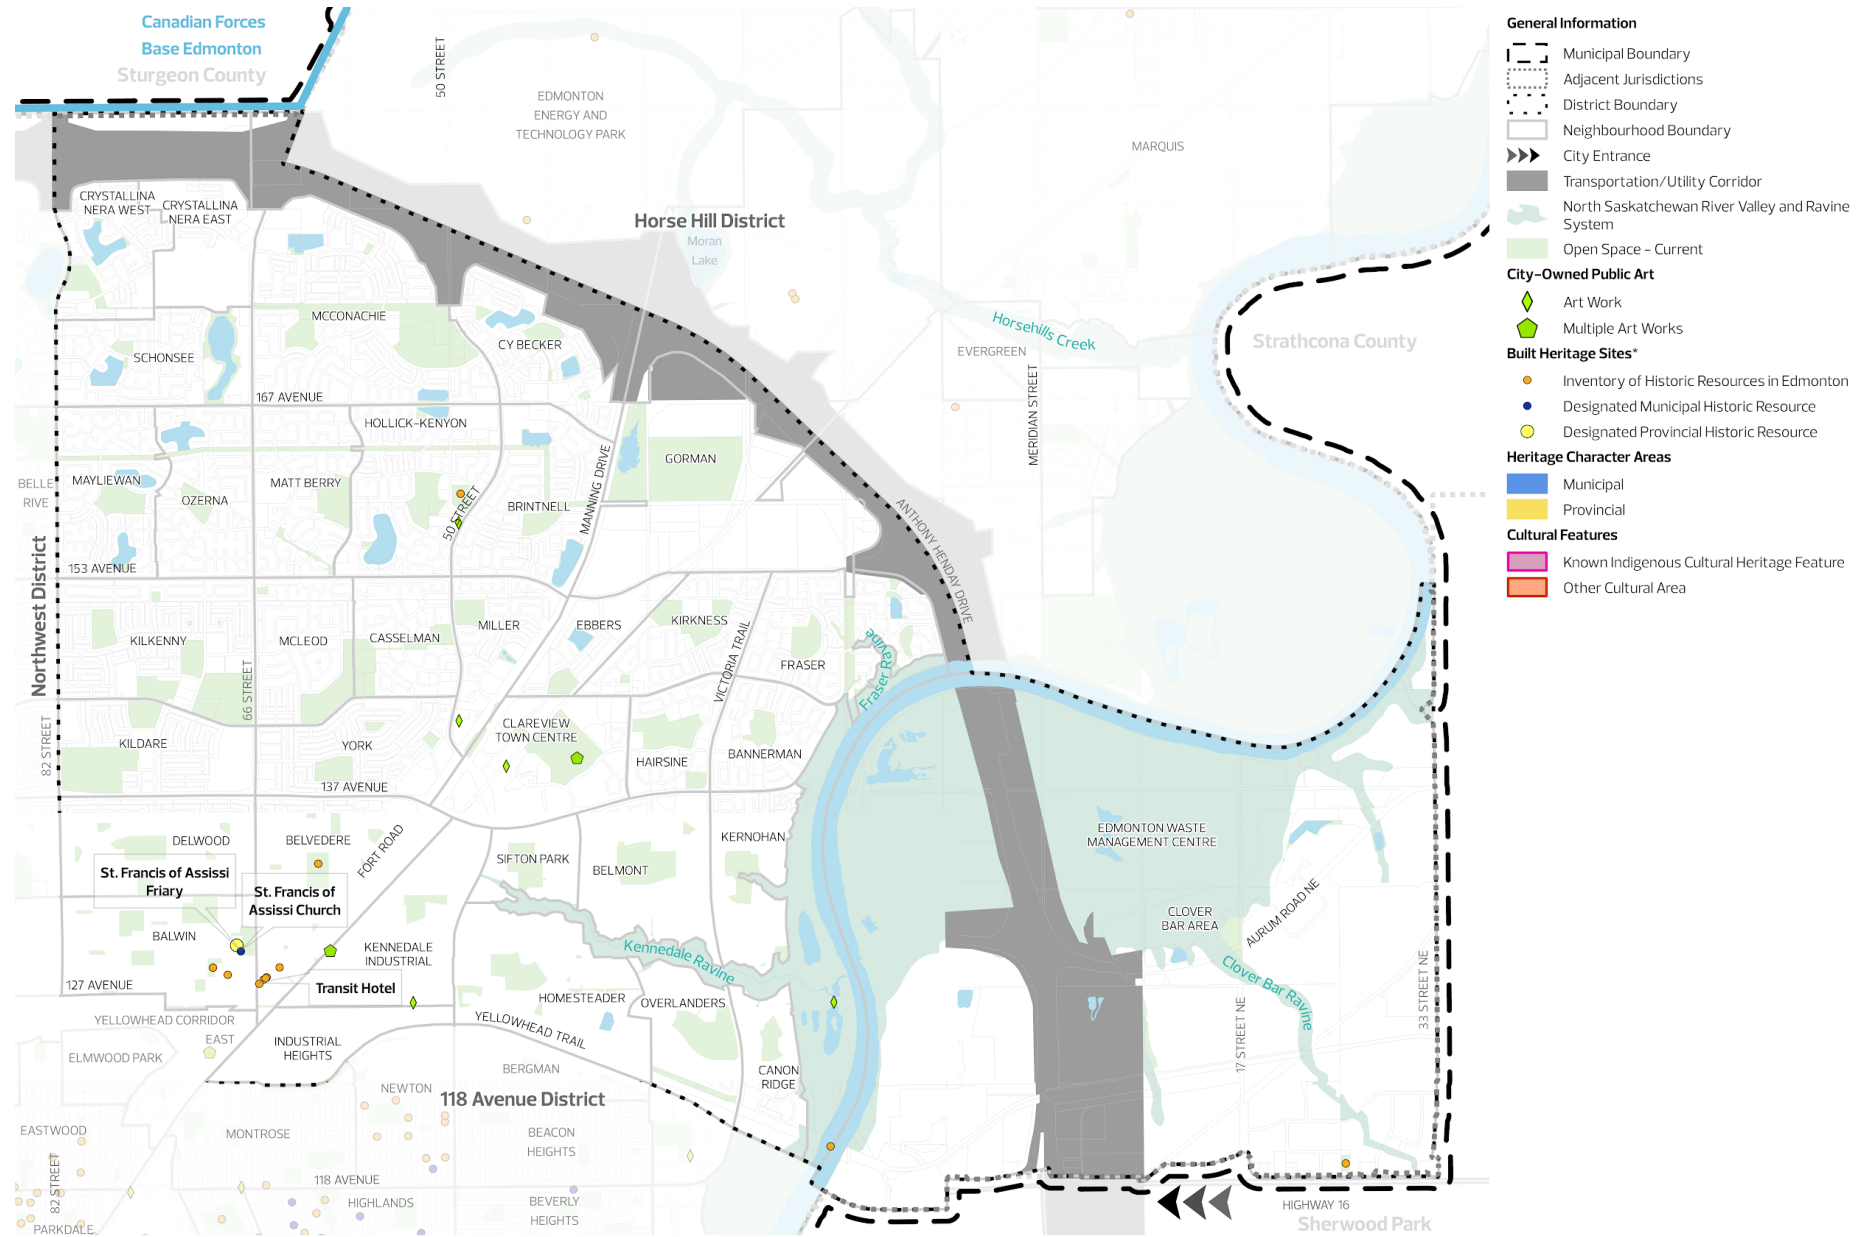 Canadian Forces
Base Edmonton
Sturgeon County
50 STREET
EDMONTON
ENERGY AND
TECHNOLOGY PARK
MARQUIS
CRYSTALLINA
NERA WEST
CRYSTALLINA
NERA EAST
Horse Hill District
Moran
Lake
MCCONACHIE
CY BECKER
SCHONSEE
Horsehills Creek
EVERGREEN
Strathcona County
167 AVENUE
HOLLICK-KENYON
MERIDIAN STREET
BELLE
RIVE
MAYLIEWAN
OZERNA
MATT BERRY
50 STREET
BRINTNELL
MANNING DRIVE
GORMAN
ANTHONY HENDAY DRIVE
Northwest District
153 AVENUE
KILKENNY
MCLEOD
CASSELMAN
MILLER
EBBERS
KIRKNESS
VICTORIA TRAIL
FRASER
Fraser Ravine
66 STREET
82 STREET
KILDARE
YORK
CLAREVIEW
TOWN CENTRE
HAIRSINE
BANNERMAN
137 AVENUE
DELWOOD
BELVEDERE
FORT ROAD
SIFTON PARK
BELMONT
KERNOHAN
EDMONTON WASTE
MANAGEMENT CENTRE
St. Francis of Assissi
Friary
St. Francis of
Assissi Church
BALWIN
KENNEDALE
INDUSTRIAL
Kennedale Ravine
CLOVER
BAR AREA
AURUM ROAD NE
Clover Bar Ravine
127 AVENUE
Transit Hotel
HOMESTEADER
OVERLANDERS
33 STREET NE
17 STREET NE
YELLOWHEAD CORRIDOR
EAST
YELLOWHEAD TRAIL
ELMWOOD PARK
INDUSTRIAL
HEIGHTS
BERGMAN
CANON
RIDGE
NEWTON
118 Avenue District
EASTWOOD
MONTROSE
BEACON
HEIGHTS
82 STREET
118 AVENUE
HIGHLANDS
BEVERLY
HEIGHTS
PARKDALE
HIGHWAY 16
Sherwood Park
General Information
Municipal Boundary
Adjacent Jurisdictions
District Boundary
Neighbourhood Boundary
City Entrance
Transportation/Utility Corridor
North Saskatchewan River Valley and Ravine
System
Open Space - Current
City-Owned Public Art
Art Work
Multiple Art Works
Built Heritage Sites*
Inventory of Historic Resources in Edmonton
Designated Municipal Historic Resource
Designated Provincial Historic Resource
Heritage Character Areas
Municipal
Provincial
Cultural Features
Known Indigenous Cultural Heritage Feature
Other Cultural Area